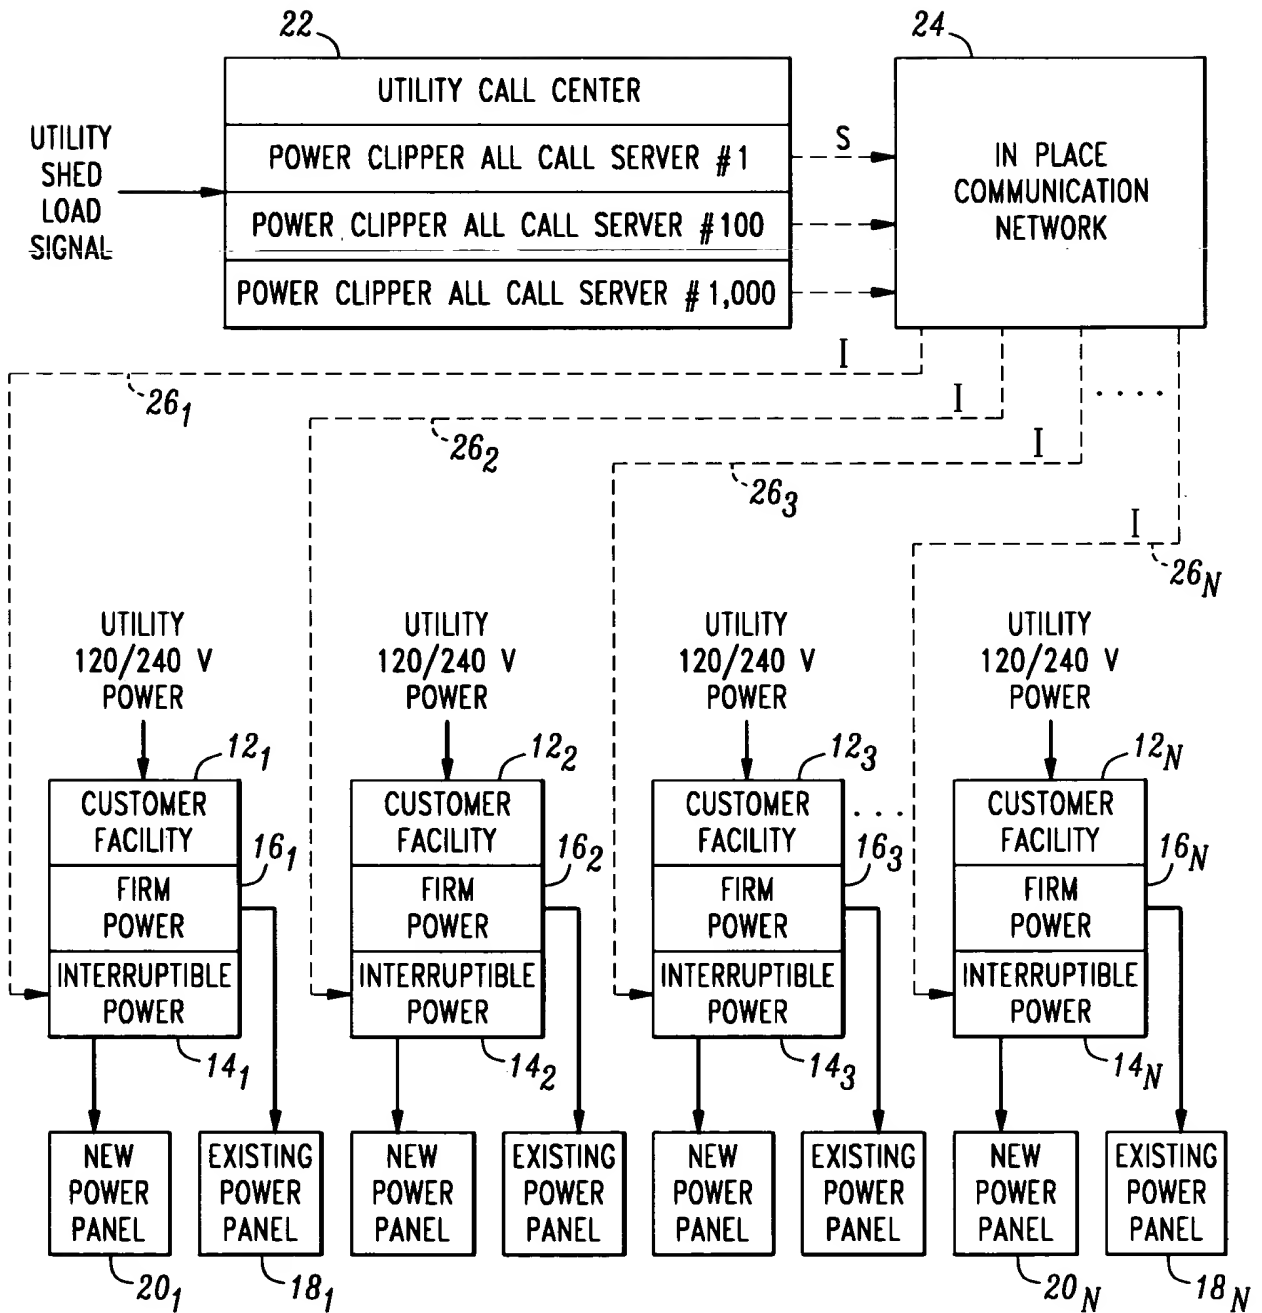 22
24
UTILITY CALL CENTER
UTILITY
SHED
LOAD
SIGNAL
POWER CLIPPER ALL CALL SERVER #1
POWER CLIPPER ALL CALL SERVER #100
POWER CLIPPER ALL CALL SERVER #1,000
S
IN PLACE
COMMUNICATION
NETWORK
I
26₁
I
26₂
. . . .
I
26₃
I
26N
UTILITY
120/240 V
POWER
UTILITY
120/240 V
POWER
UTILITY
120/240 V
POWER
UTILITY
120/240 V
POWER
12₁
12₂
12₃
12N
CUSTOMER
FACILITY
CUSTOMER
FACILITY
CUSTOMER
FACILITY
. . .
CUSTOMER
FACILITY
16₁
16₂
16₃
16N
FIRM
POWER
FIRM
POWER
FIRM
POWER
FIRM
POWER
INTERRUPTIBLE
POWER
INTERRUPTIBLE
POWER
INTERRUPTIBLE
POWER
INTERRUPTIBLE
POWER
14₁
14₂
14₃
14N
NEW
POWER
PANEL
EXISTING
POWER
PANEL
NEW
POWER
PANEL
EXISTING
POWER
PANEL
NEW
POWER
PANEL
EXISTING
POWER
PANEL
NEW
POWER
PANEL
EXISTING
POWER
PANEL
20₁
18₁
20N
18N